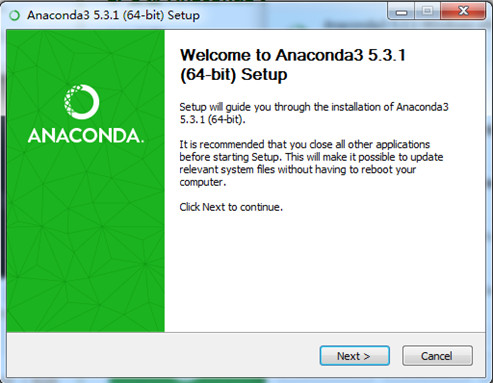 Anaconda3 5.3.1 (64-bit) Setup
ANACONDA.
Welcome to Anaconda3 5.3.1
(64-bit) Setup
Setup will guide you through the installation of Anaconda3
5.3.1 (64-bit).
It is recommended that you close all other applications
before starting Setup. This will make it possible to update
relevant system files without having to reboot your
computer.
Click Next to continue.
Next >
Cancel